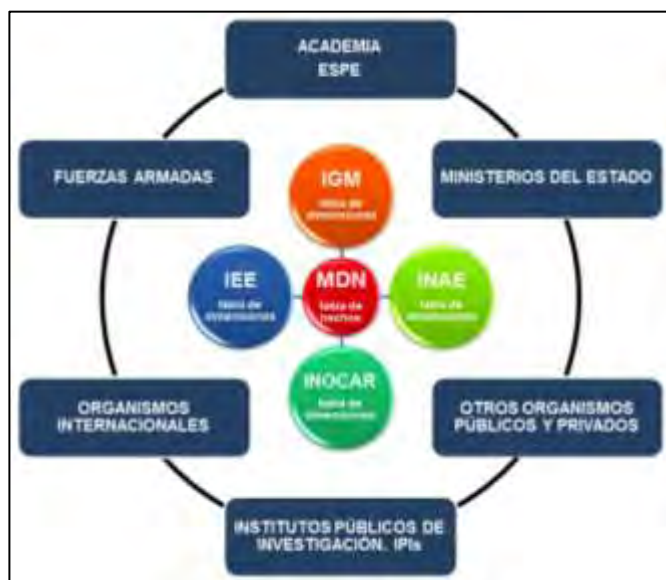 ACADEMIA
ESPE
FUERZAS ARMADAS
MINISTERIOS DEL ESTADO
IGM
tabla de
dimensiones
IEE
tabla de
dimensiones
MDN
tabla de
hechos
INAE
tabla de
dimensiones
INOCAR
tabla de
dimensiones
ORGANISMOS
INTERNACIONALES
OTROS ORGANISMOS
PÚBLICOS Y PRIVADOS
INSTITUTOS PÚBLICOS DE
INVESTIGACIÓN. IPIs